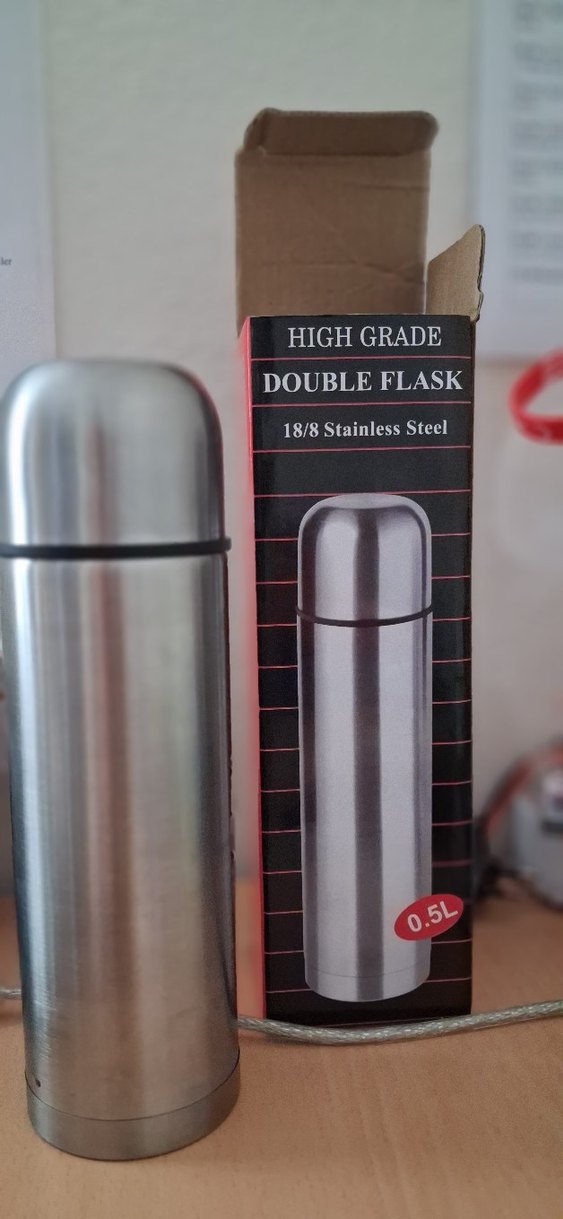 HIGH GRADE
DOUBLE FLASK
18/8 Stainless Steel
0.5L